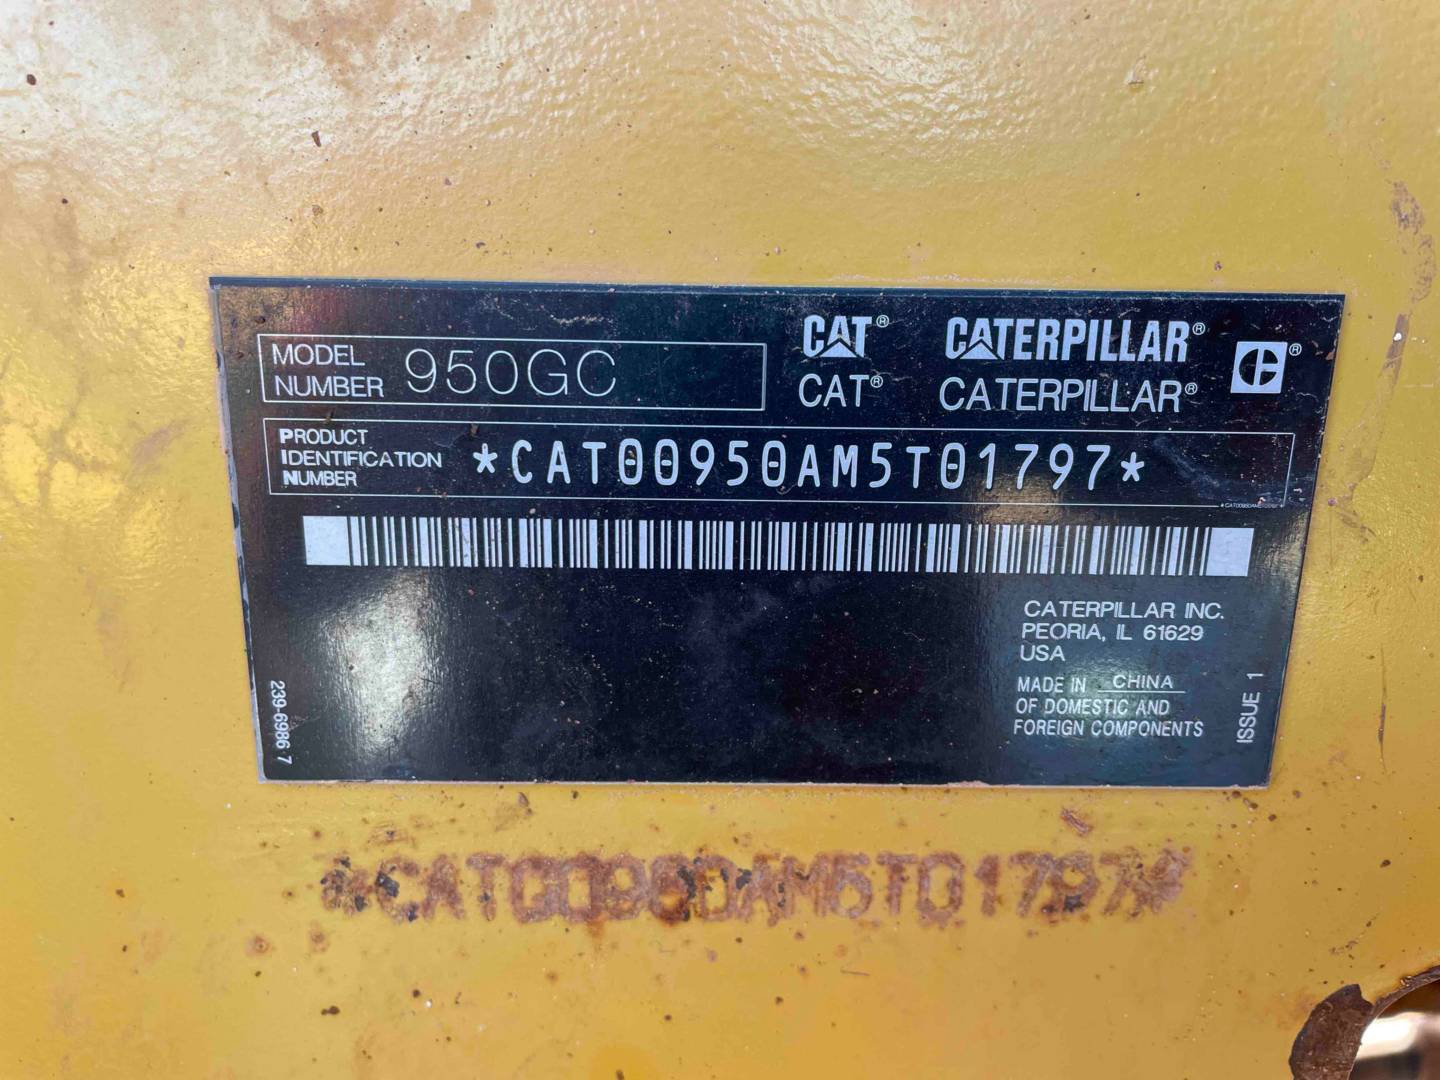 MODEL NUMBER 950GC
CAT® CATERPILLAR®
CAT® CATERPILLAR®
PRODUCT IDENTIFICATION NUMBER *CAT00950AM5T01797*
CATERPILLAR INC.
PEORIA, IL 61629
USA
MADE IN CHINA
OF DOMESTIC AND
FOREIGN COMPONENTS
239-6986 7
ISSUE 1
*CAT00950AM5T01797*